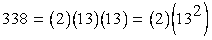 338 = (2)(13)(13) = (2)(13²)